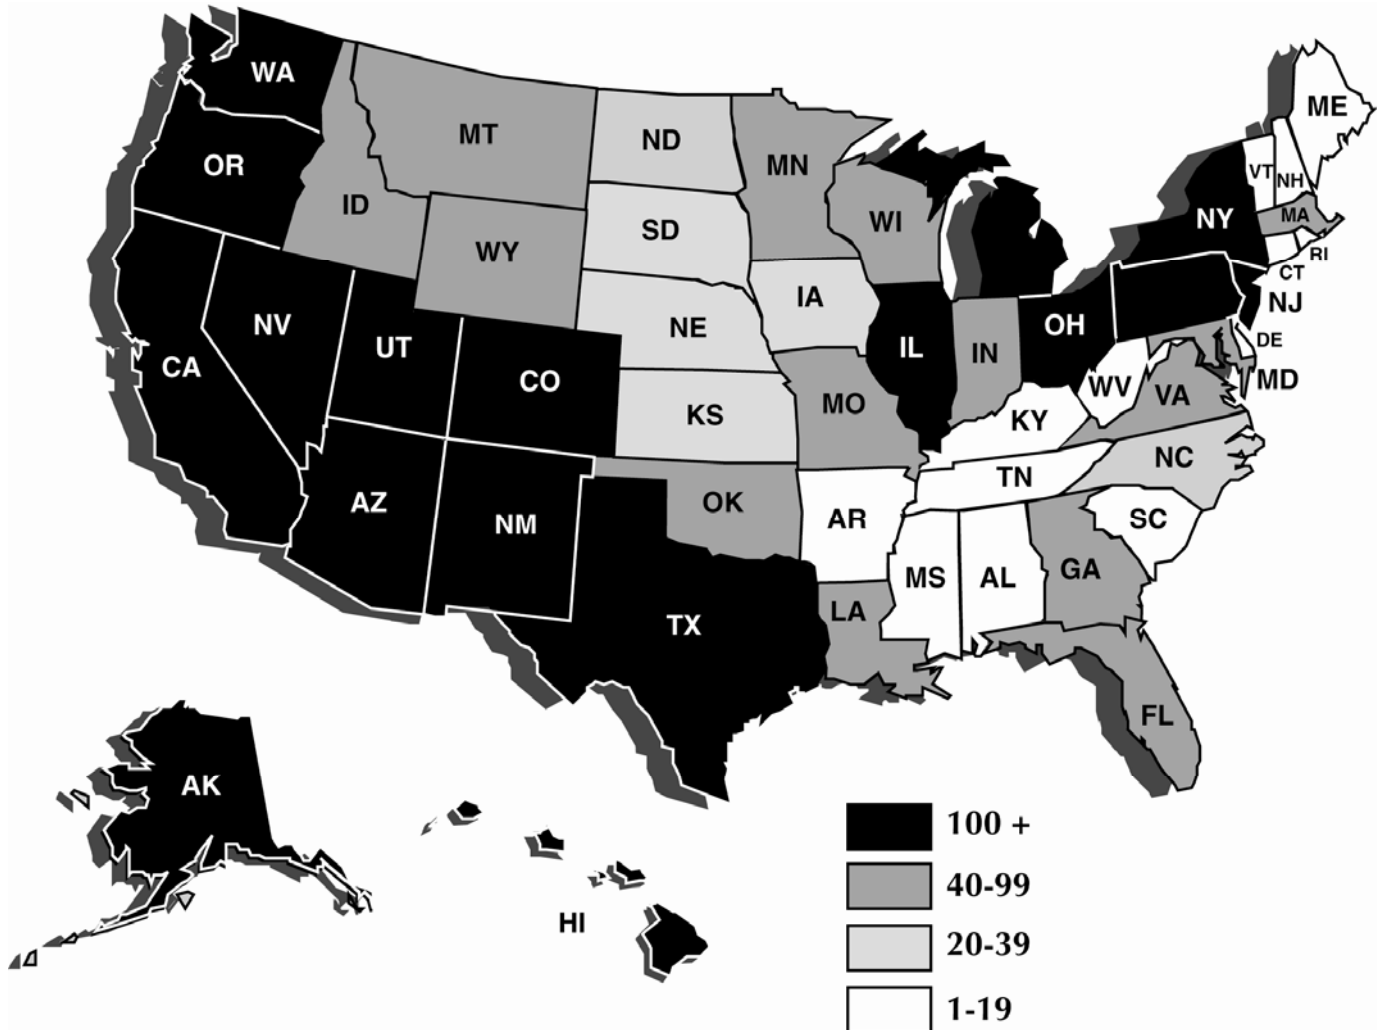 WA
MT
ND
MN
ME
OR
ID
WY
SD
WI
VT
NH
NY
MA
RI
CT
NJ
IA
NE
NV
UT
CO
CA
IL
IN
OH
DE
MD
WV
VA
KS
MO
KY
NC
TN
AZ
NM
OK
AR
SC
MS
AL
GA
LA
TX
FL
AK
HI
100 +
40-99
20-39
1-19